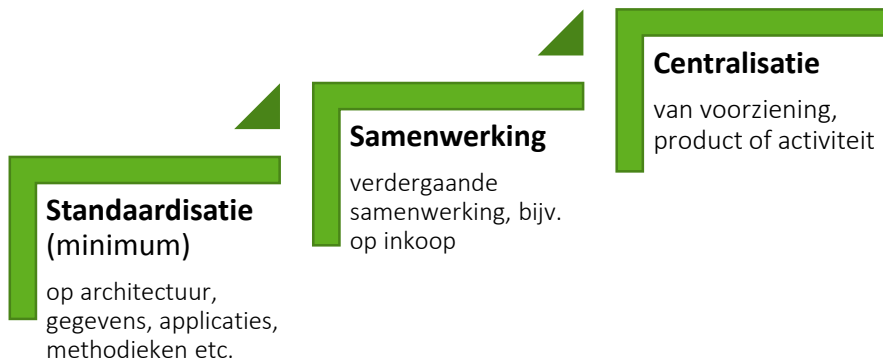 Standaardisatie
(minimum)
op architectuur,
gegevens, applicaties,
methodieken etc.
Samenwerking
verdergaande
samenwerking, bijv.
op inkoop
Centralisatie
van voorziening,
product of activiteit